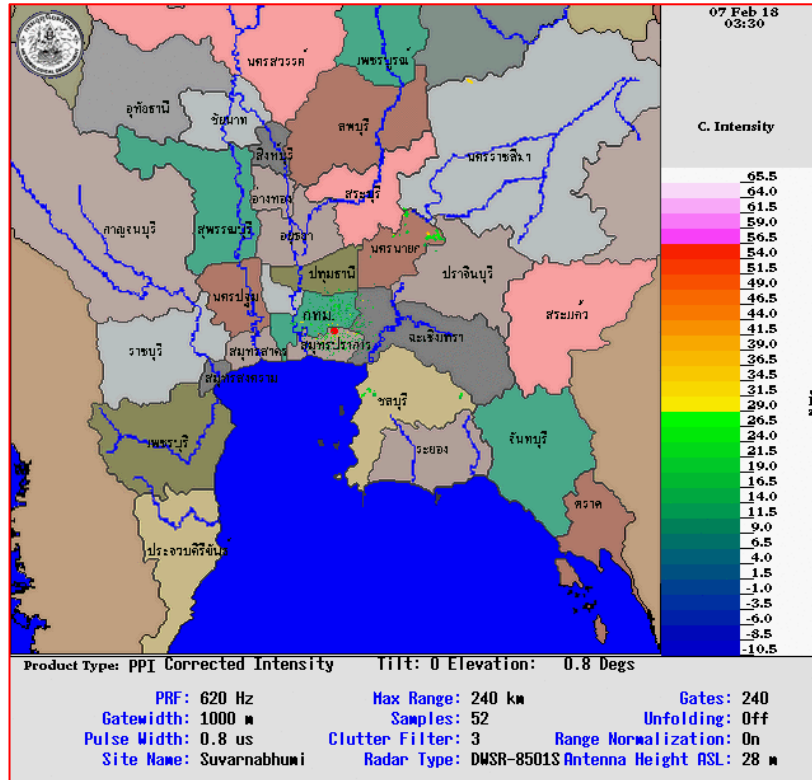 07 Feb 18
03:30
C. Intensity
นครสวรรค์
เพชรบูรณ์
อุทัยธานี
ชัยนาท
ลพบุรี
สิงห์บุรี
นครราชสีมา
สระบุรี
อ่างทอง
กาญจนบุรี
สุพรรณบุรี
อยุธยา
นครนายก
ปทุมธานี
ปราจีนบุรี
นครปฐม
กทม.
สระแก้ว
ราชบุรี
สมุทรสาคร
สมุทรปราการ
ฉะเชิงเทรา
สมุทรสงคราม
ชลบุรี
เพชรบุรี
ระยอง
จันทบุรี
ตราด
ประจวบคีรีขันธ์
65.5
64.0
61.5
59.0
56.5
54.0
51.5
49.0
46.5
44.0
41.5
39.0
36.5
34.5
31.5
29.0
26.5
24.0
21.5
19.0
16.5
14.0
11.5
9.0
6.5
4.0
1.5
-1.0
-3.5
-6.0
-8.5
-10.5
Product Type: PPI Corrected Intensity Tilt: 0 Elevation: 0.8 Degs
PRF: 620 Hz Max Range: 240 km Gates: 240
Gatewidth: 1000 m Samples: 52 Unfolding: Off
Pulse Width: 0.8 us Clutter Filter: 3 Range Normalization: On
Site Name: Suvarnabhumi Radar Type: DWSR-8501S Antenna Height ASL: 28 m